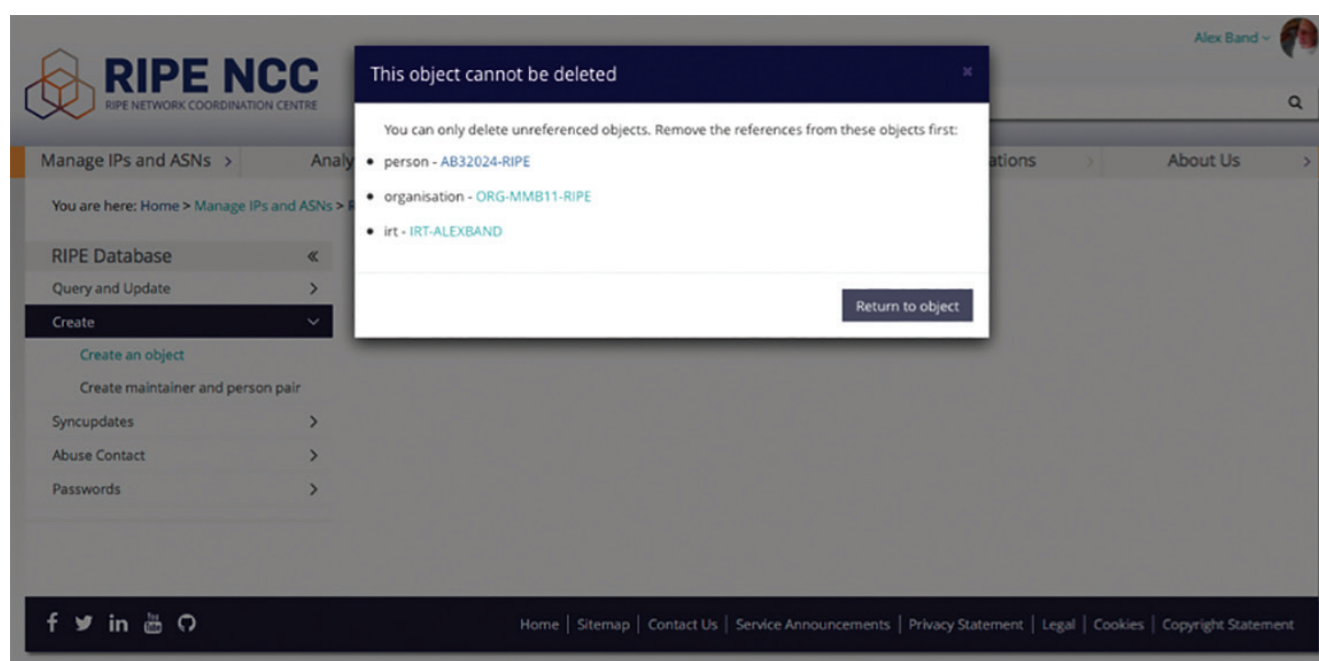 Alex Band
RIPE NCC
RIPE NETWORK COORDINATION CENTRE
This object cannot be deleted
×
You can only delete unreferenced objects. Remove the references from these objects first:
• person - AB32024-RIPE
• organisation - ORG-MMB11-RIPE
• irt - IRT-ALEXBAND
Return to object
Manage IPs and ASNs > Analy ations > About Us >
You are here: Home > Manage IPs and ASNs > R
RIPE Database «
Query and Update >
Create
Create an object
Create maintainer and person pair
Syncupdates >
Abuse Contact >
Passwords >
Home | Sitemap | Contact Us | Service Announcements | Privacy Statement | Legal | Cookies | Copyright Statement